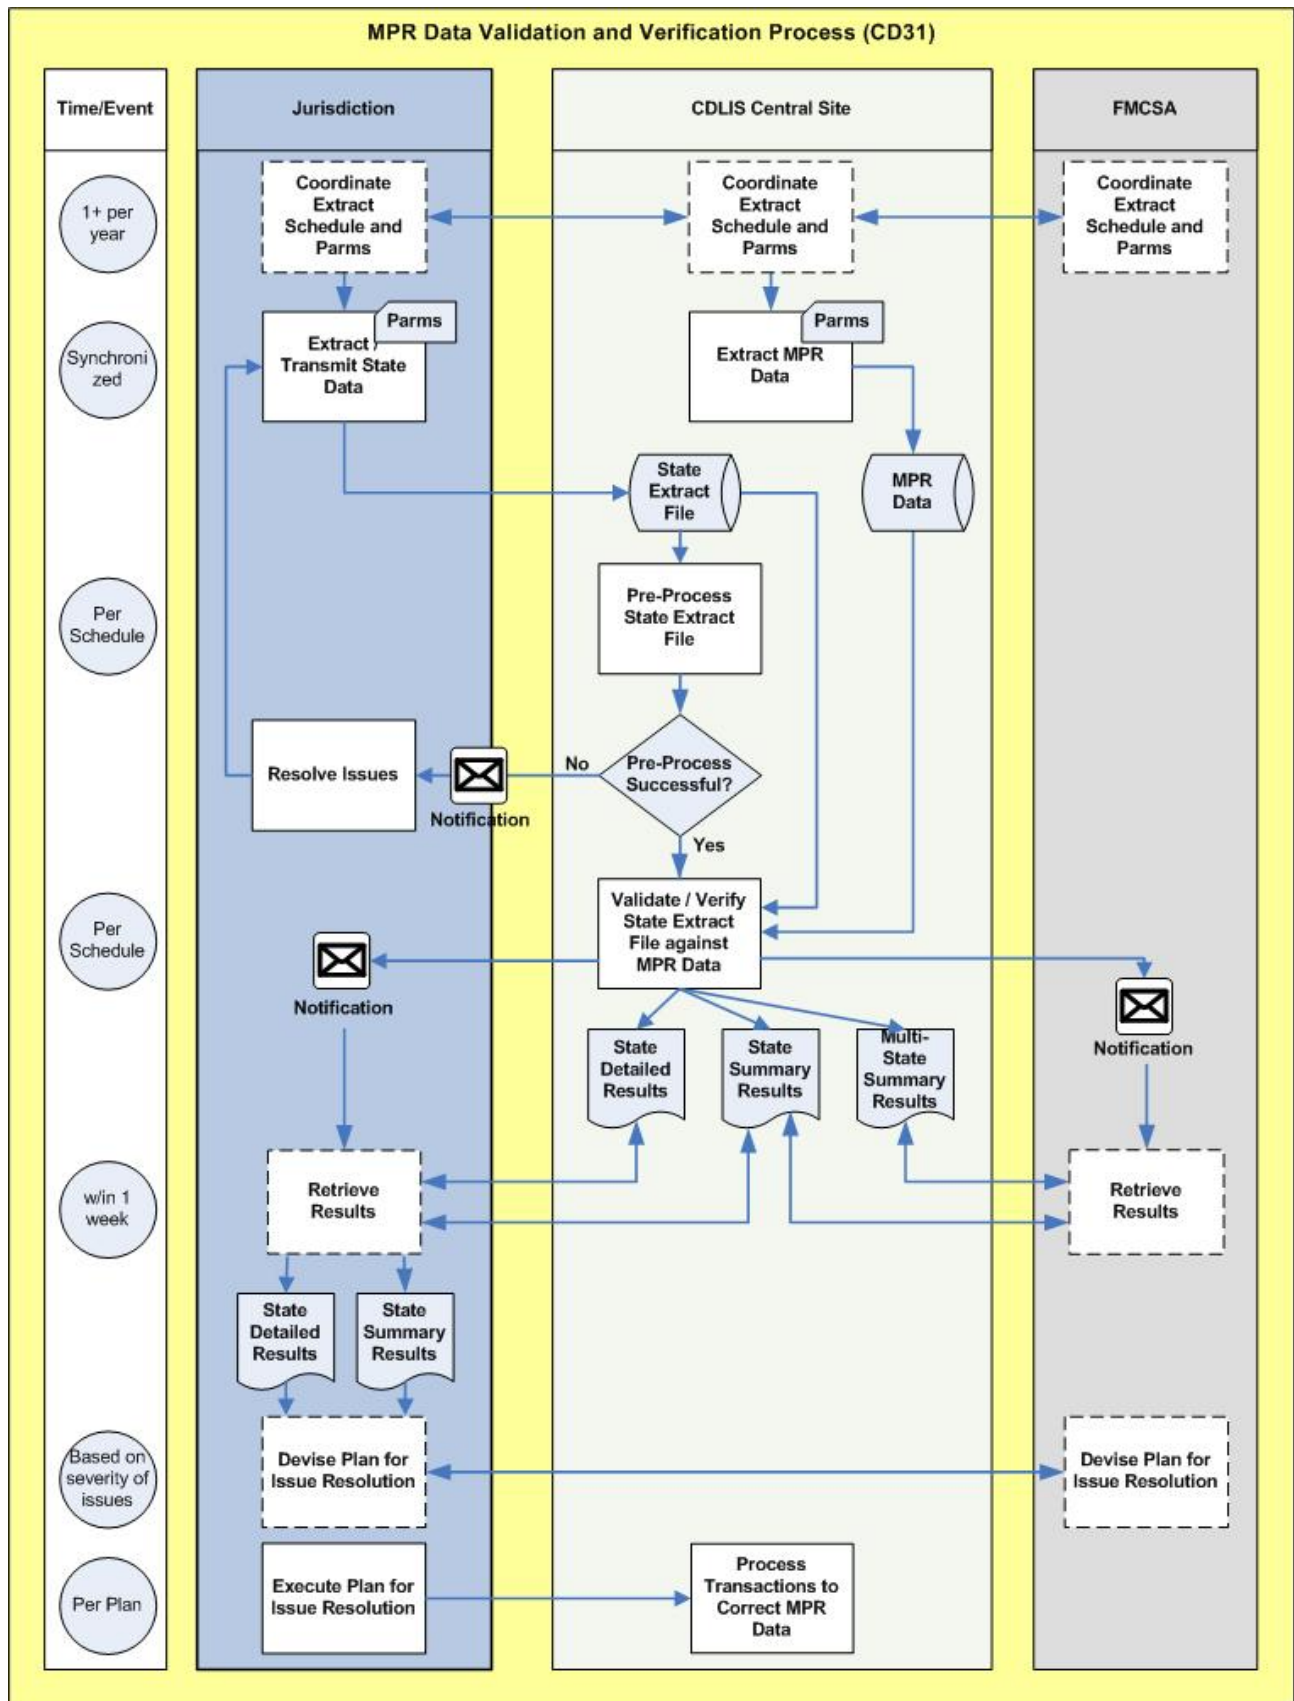 MPR Data Validation and Verification Process (CD31)
Time/Event
Jurisdiction
CDLIS Central Site
FMCSA
1+ per
year
Coordinate
Extract
Schedule and
Parms
Coordinate
Extract
Schedule and
Parms
Coordinate
Extract
Schedule and
Parms
Synchroni
zed
Parms
Extract /
Transmit State
Data
Parms
Extract MPR
Data
State
Extract
File
MPR
Data
Per
Schedule
Pre-Process
State Extract
File
Resolve Issues
Notification
No
Pre-Process
Successful?
Yes
Per
Schedule
Notification
Validate / Verify
State Extract
File against
MPR Data
Notification
State
Detailed
Results
State
Summary
Results
Multi-
State
Summary
Results
w/in 1
week
Retrieve
Results
Retrieve
Results
State
Detailed
Results
State
Summary
Results
Based on
severity of
issues
Devise Plan for
Issue Resolution
Devise Plan for
Issue Resolution
Per Plan
Execute Plan for
Issue Resolution
Process
Transactions to
Correct MPR
Data